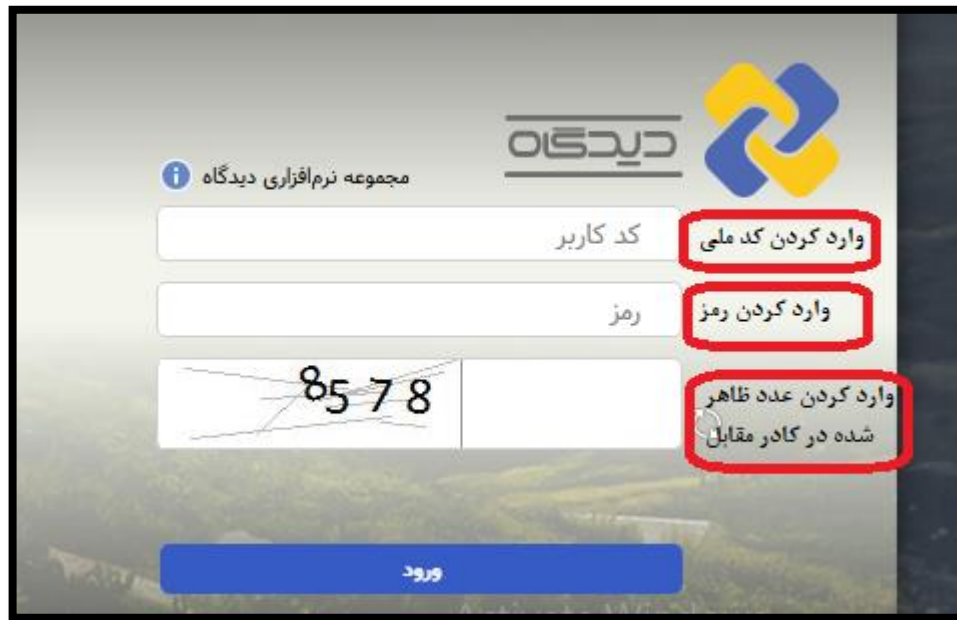 دیدگاه
مجموعه نرم‌افزاری دیدگاه
وارد کردن کد ملی
کد کاربر
وارد کردن رمز
رمز
وارد کردن عدد ظاهر
شده در کادر مقابل
8578
ورود